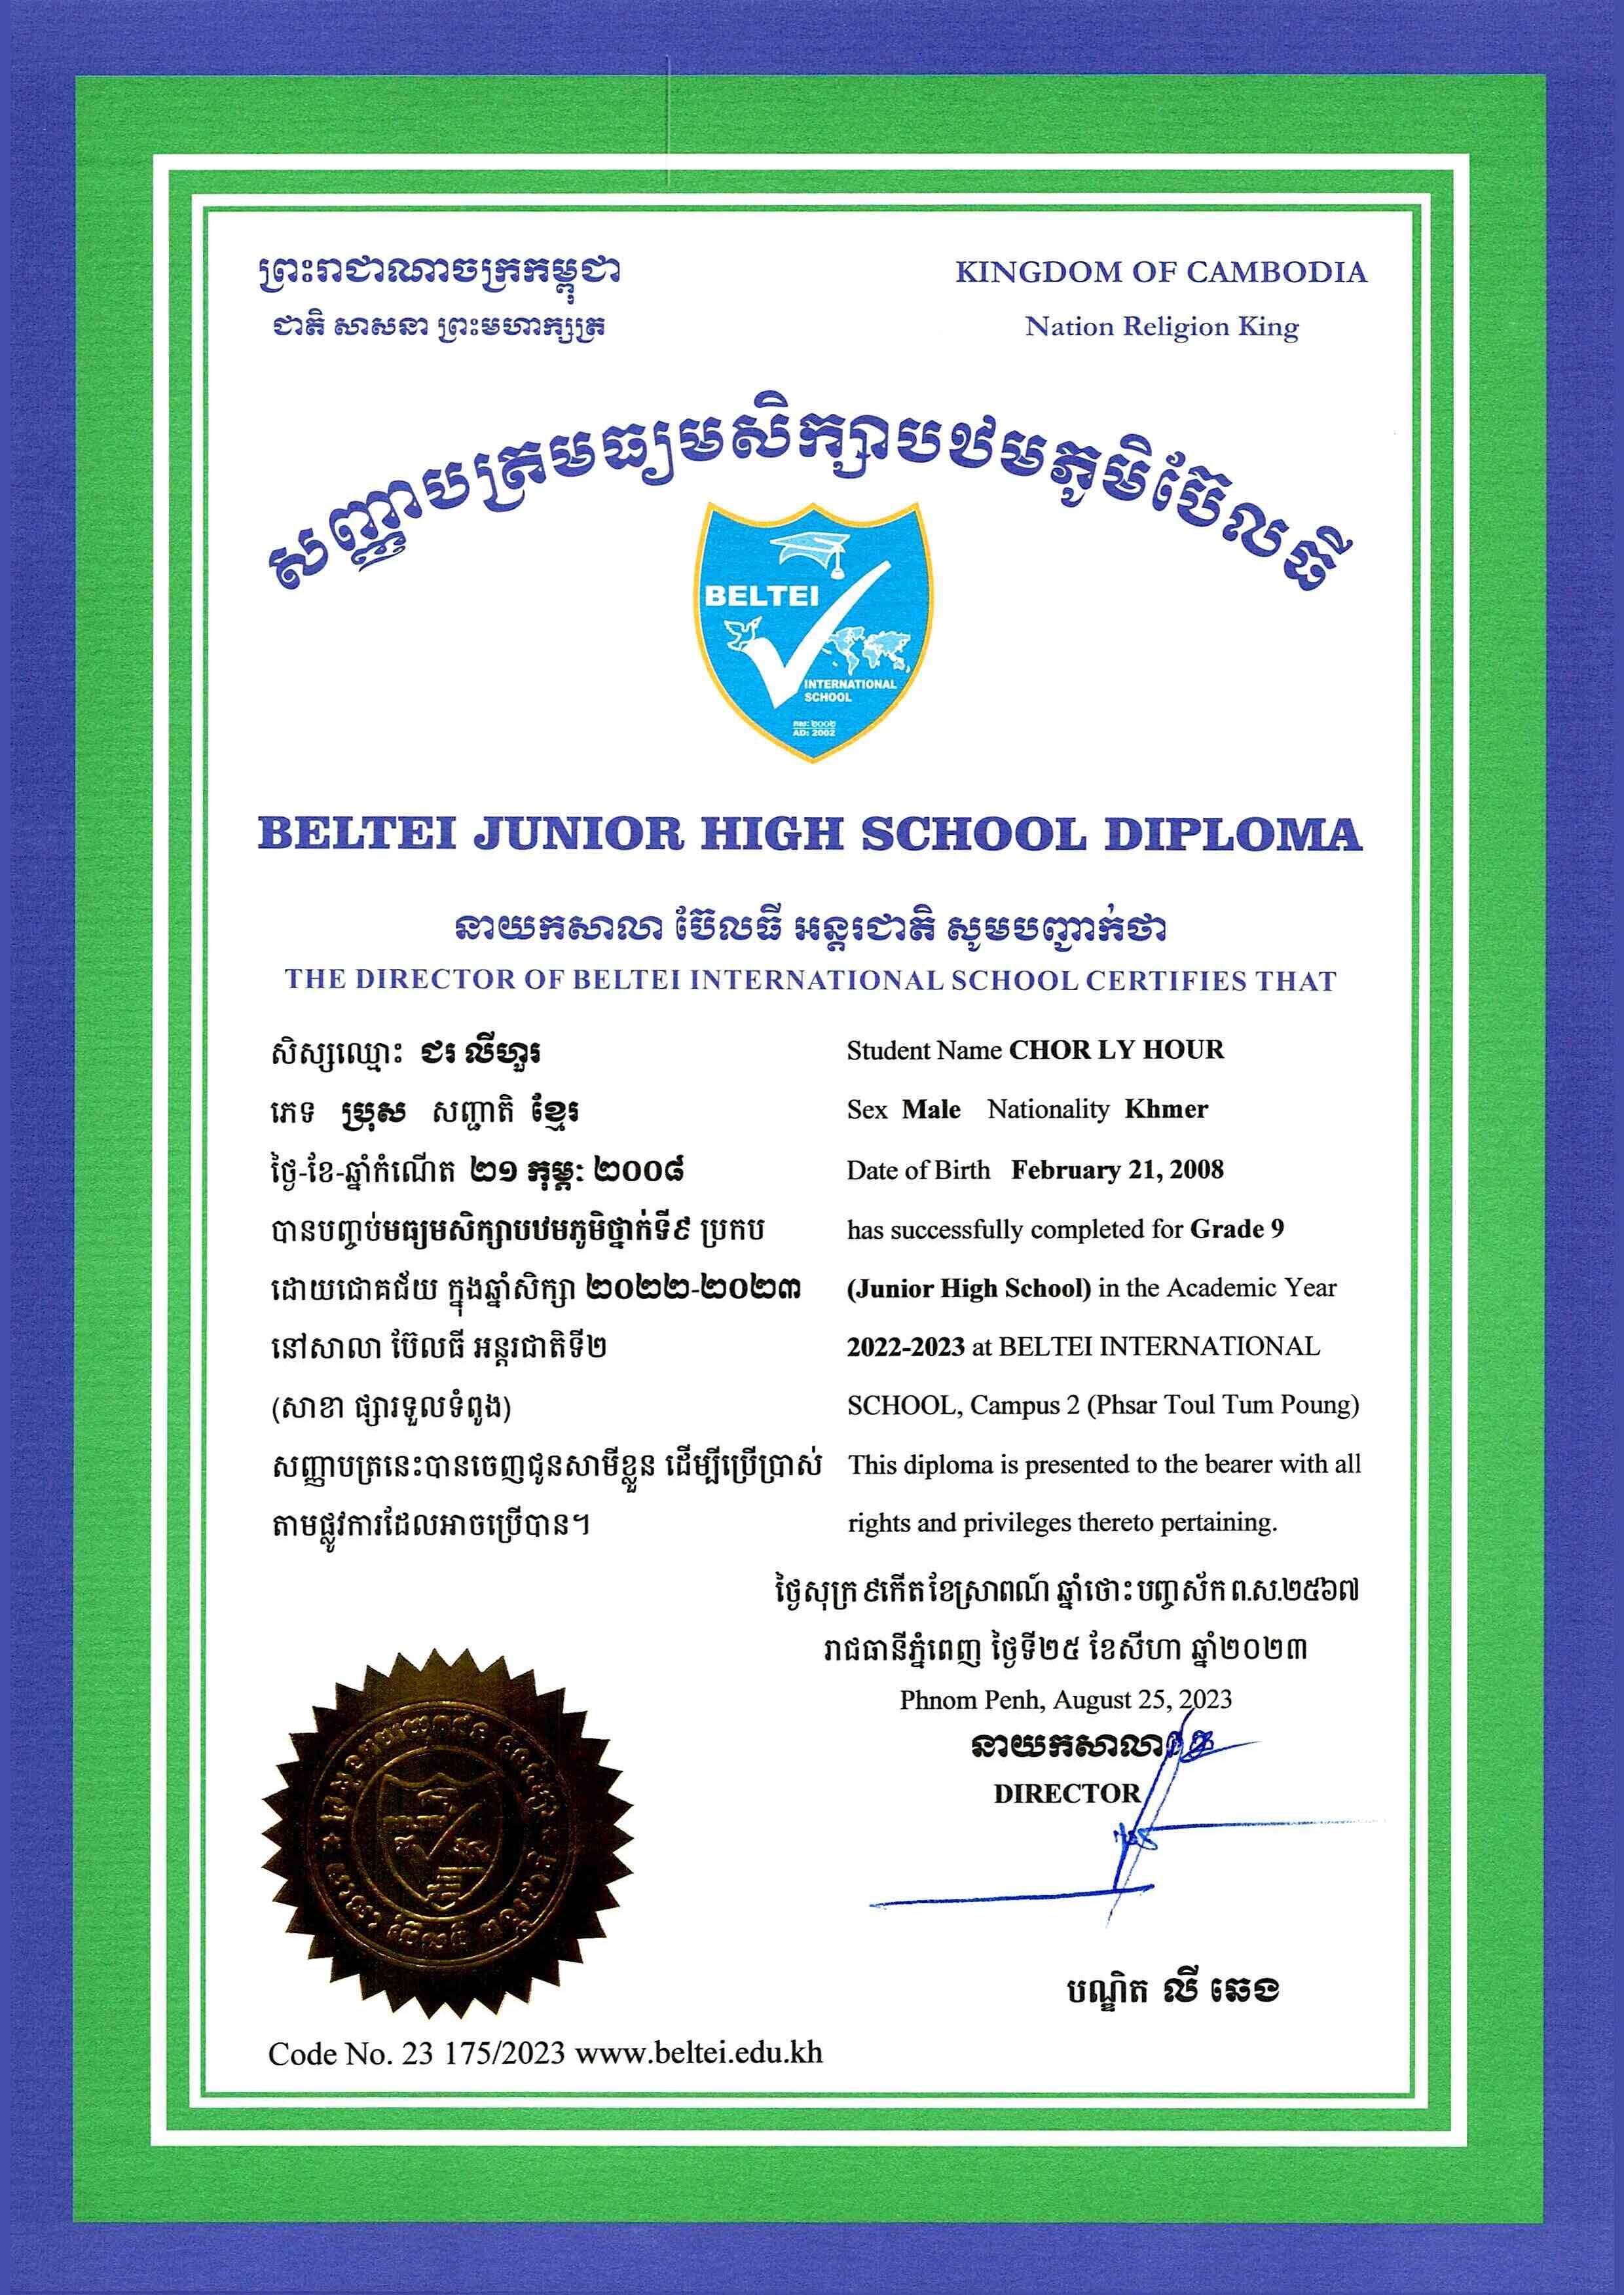 ព្រះរាជាណាចក្រកម្ពុជា
ជាតិ សាសនា ព្រះមហាក្សត្រ
KINGDOM OF CAMBODIA
Nation Religion King
សញ្ញាបត្រមធ្យមសិក្សាបឋមភូមិប៊ែលធី
BELTEI
INTERNATIONAL
SCHOOL
គស: ២០០២
AD: 2002
BELTEI JUNIOR HIGH SCHOOL DIPLOMA
នាយកសាលា ប៊ែលធី អន្តរជាតិ សូមបញ្ជាក់ថា
THE DIRECTOR OF BELTEI INTERNATIONAL SCHOOL CERTIFIES THAT
សិស្សឈ្មោះ ជរ លីហួរ
ភេទ ប្រុស សញ្ជាតិ ខ្មែរ
ថ្ងៃ-ខែ-ឆ្នាំកំណើត ២១ កុម្ភៈ ២០០៨
បានបញ្ចប់មធ្យមសិក្សាបឋមភូមិថ្នាក់ទី៩ ប្រកប
ដោយជោគជ័យ ក្នុងឆ្នាំសិក្សា ២០២២-២០២៣
នៅសាលា ប៊ែលធី អន្តរជាតិទី២
(សាខា ផ្សារទួលទំពូង)
សញ្ញាបត្រនេះបានចេញជូនសាមីខ្លួន ដើម្បីប្រើប្រាស់
តាមផ្លូវការដែលអាចប្រើបាន។
Student Name CHOR LY HOUR
Sex Male Nationality Khmer
Date of Birth February 21, 2008
has successfully completed for Grade 9
(Junior High School) in the Academic Year
2022-2023 at BELTEI INTERNATIONAL
SCHOOL, Campus 2 (Phsar Toul Tum Poung)
This diploma is presented to the bearer with all
rights and privileges thereto pertaining.
ថ្ងៃសុក្រ ៩កើត ខែស្រាពណ៍ ឆ្នាំថោះ បញ្ចស័ក ព.ស.២៥៦៧
រាជធានីភ្នំពេញ ថ្ងៃទី២៥ ខែសីហា ឆ្នាំ២០២៣
Phnom Penh, August 25, 2023
នាយកសាលា
DIRECTOR
បណ្ឌិត លី ឆេង
Code No. 23 175/2023 www.beltei.edu.kh